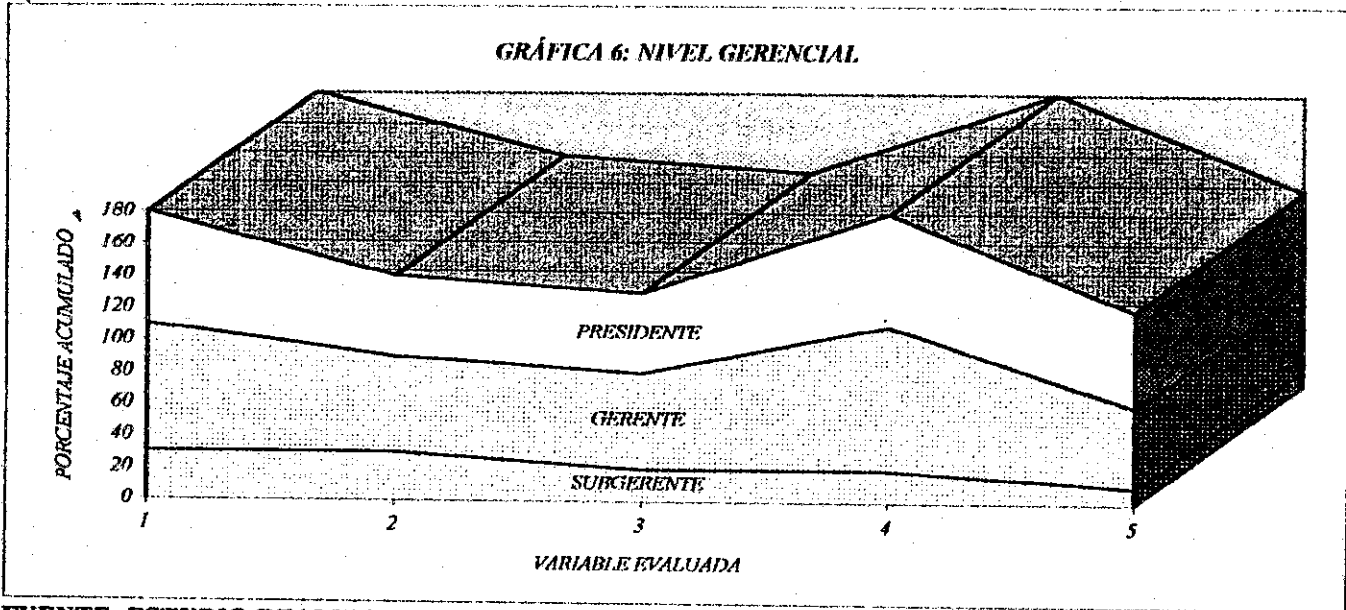 GRÁFICA 6: NIVEL GERENCIAL
PORCENTAJE ACUMULADO
180
160
140
120
100
80
60
40
20
0
PRESIDENTE
GERENTE
SUBGERENTE
1 2 3 4 5
VARIABLE EVALUADA